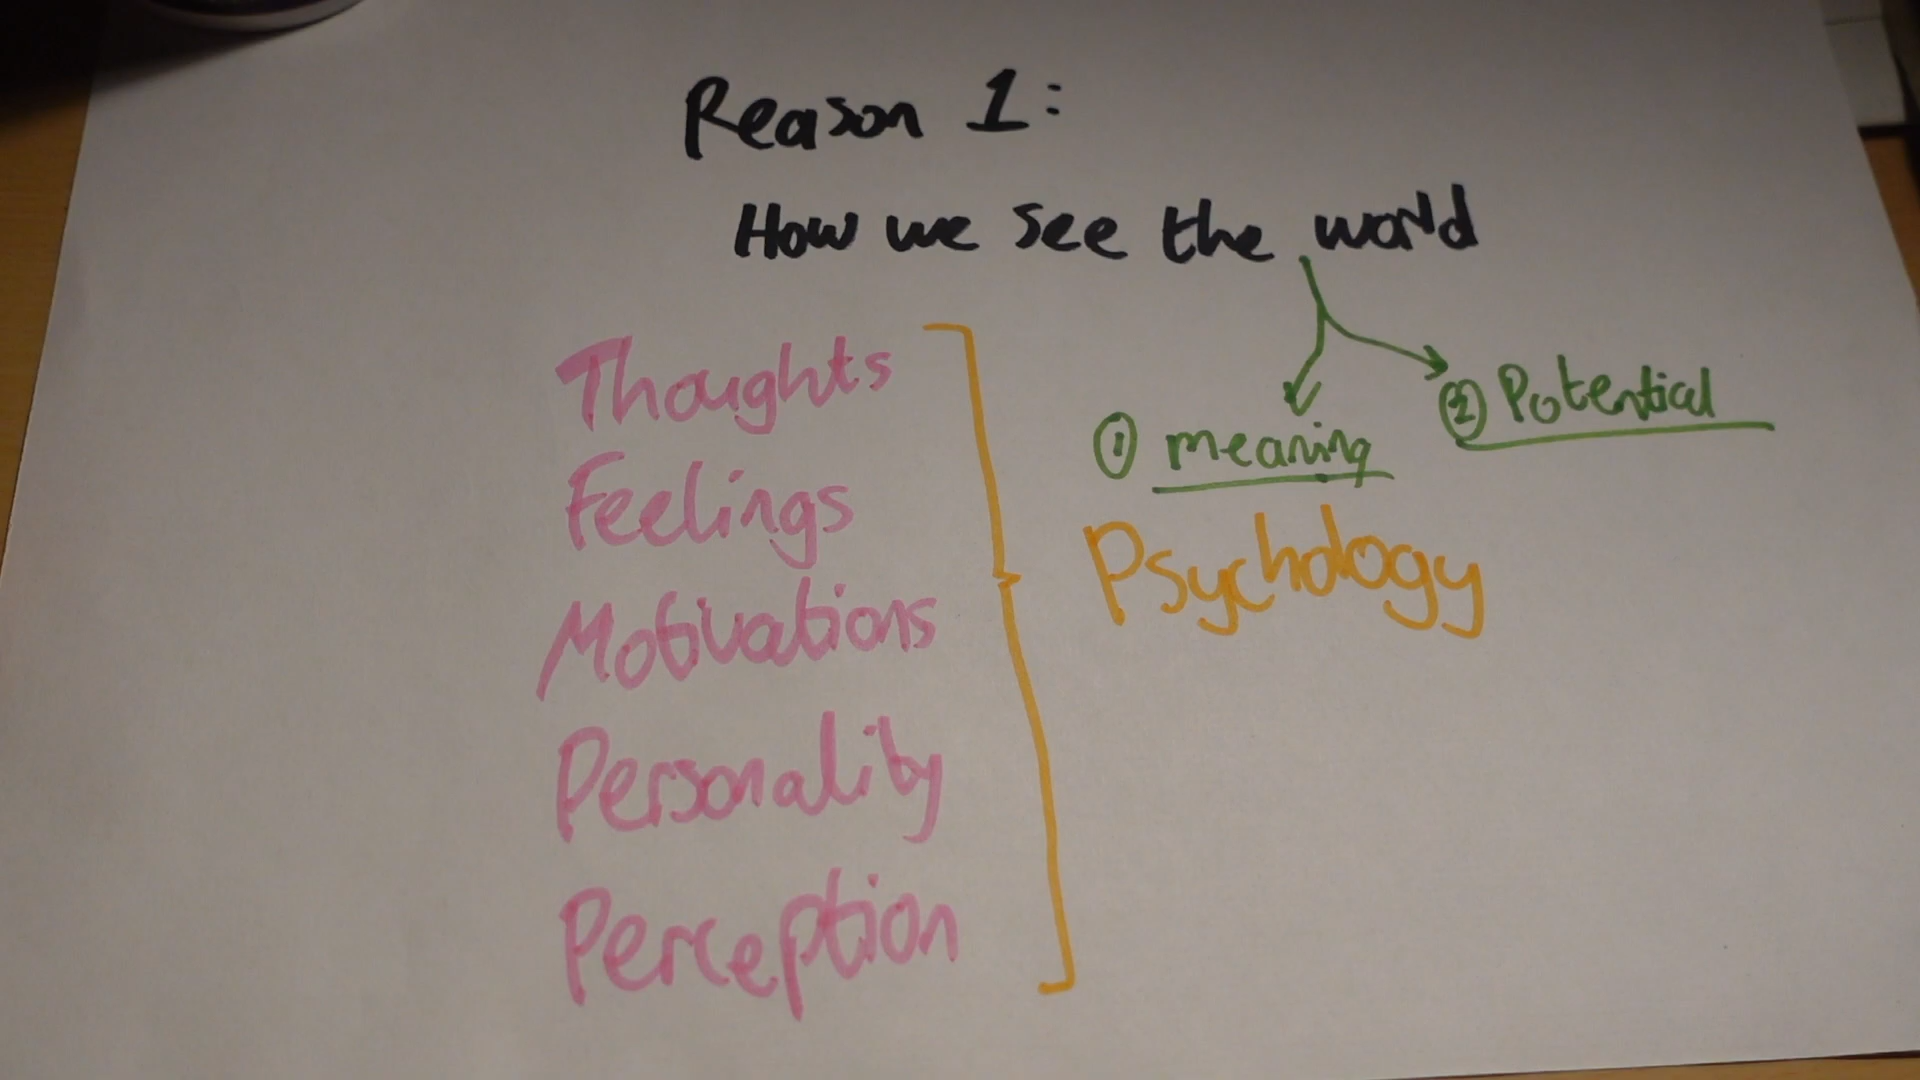 Reason 1:
How we see the world
Thoughts
Feelings
Motivations
Personality
Perception
① meaning
② Potential
Psychology